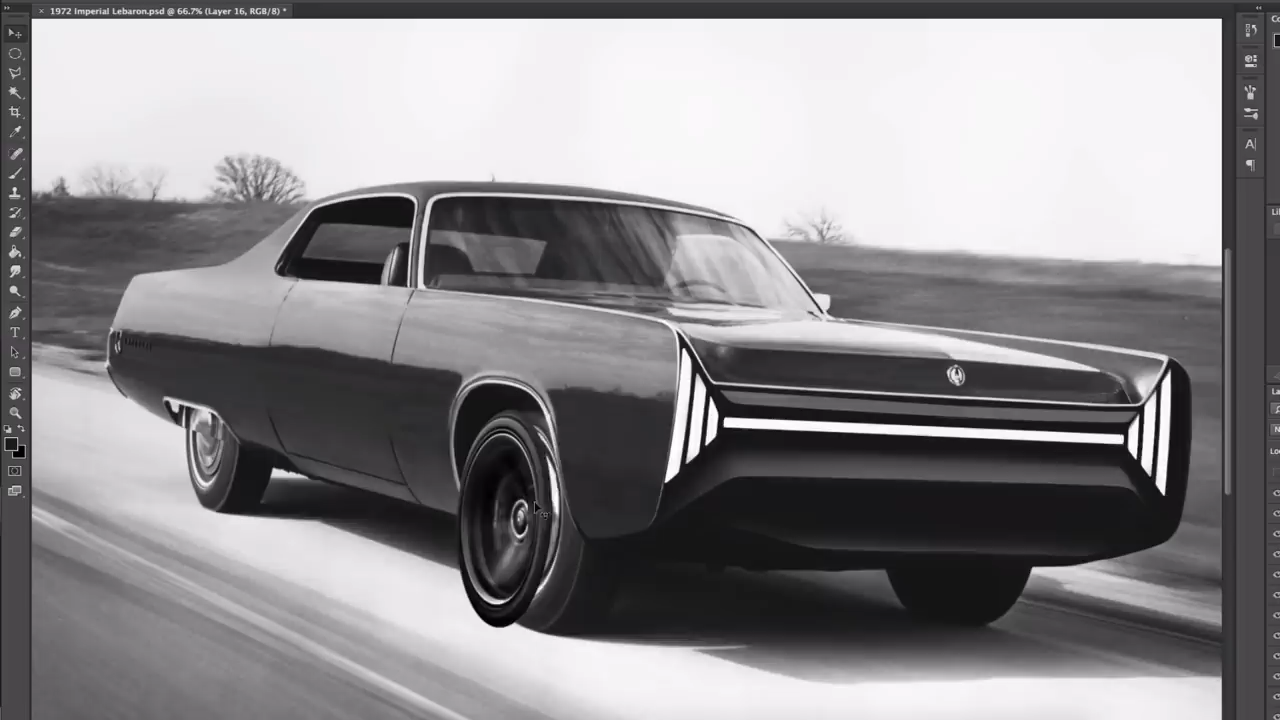 1972 Imperial Lebaron.psd @ 66.7% (Layer 16, RGB/8) *